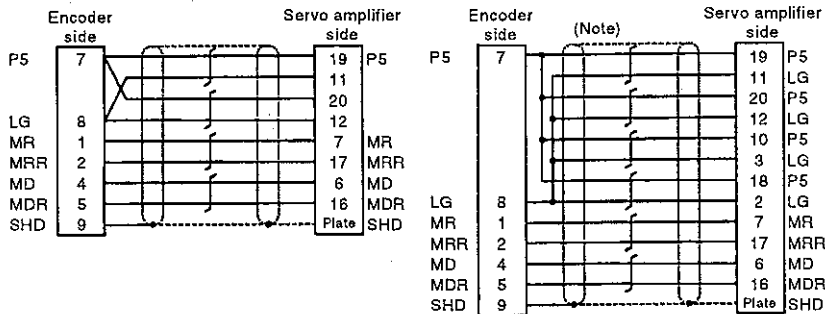 Encoder side
Servo amplifier side
P5 7 19 P5
11
20
LG 8 12
MR 1 7 MR
MRR 2 17 MRR
MD 4 6 MD
MDR 5 16 MDR
SHD 9 Plate SHD
Encoder side
(Note)
Servo amplifier side
P5 7 19 P5
11 LG
20 P5
12 LG
10 P5
3 LG
18 P5
LG 8 2 LG
MR 1 7 MR
MRR 2 17 MRR
MD 4 6 MD
MDR 5 16 MDR
SHD 9 Plate SHD